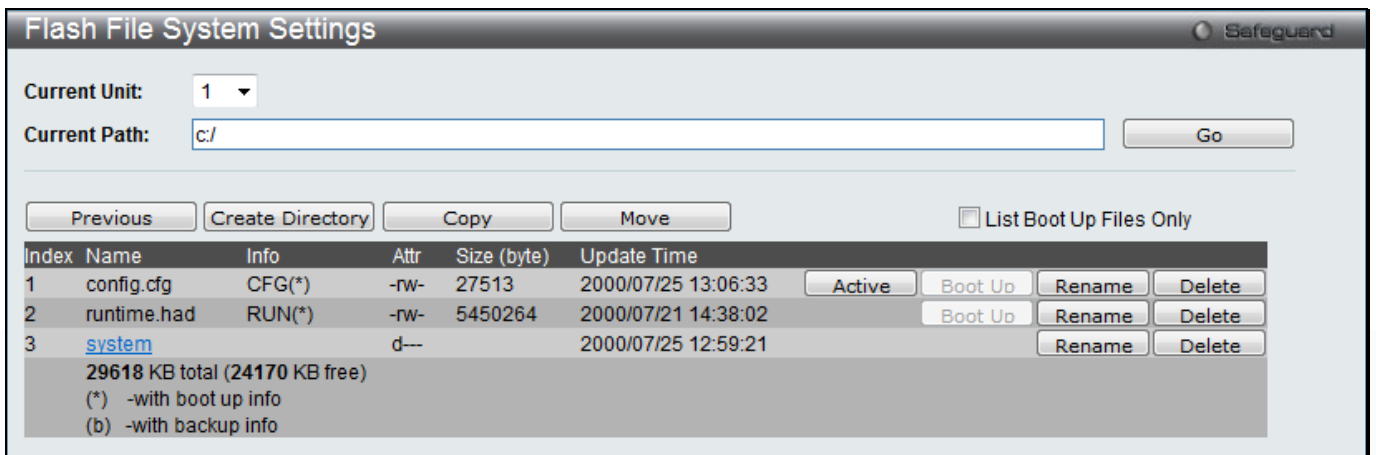 Flash File System Settings
Safeguard
Current Unit: 1
Current Path: c:/ Go
Previous Create Directory Copy Move List Boot Up Files Only
Index Name Info Attr Size (byte) Update Time
1 config.cfg CFG(*) -rw- 27513 2000/07/25 13:06:33 Active Boot Up Rename Delete
2 runtime.had RUN(*) -rw- 5450264 2000/07/21 14:38:02 Boot Up Rename Delete
3 system d--- 2000/07/25 12:59:21 Rename Delete
29618 KB total (24170 KB free)
(*) -with boot up info
(b) -with backup info